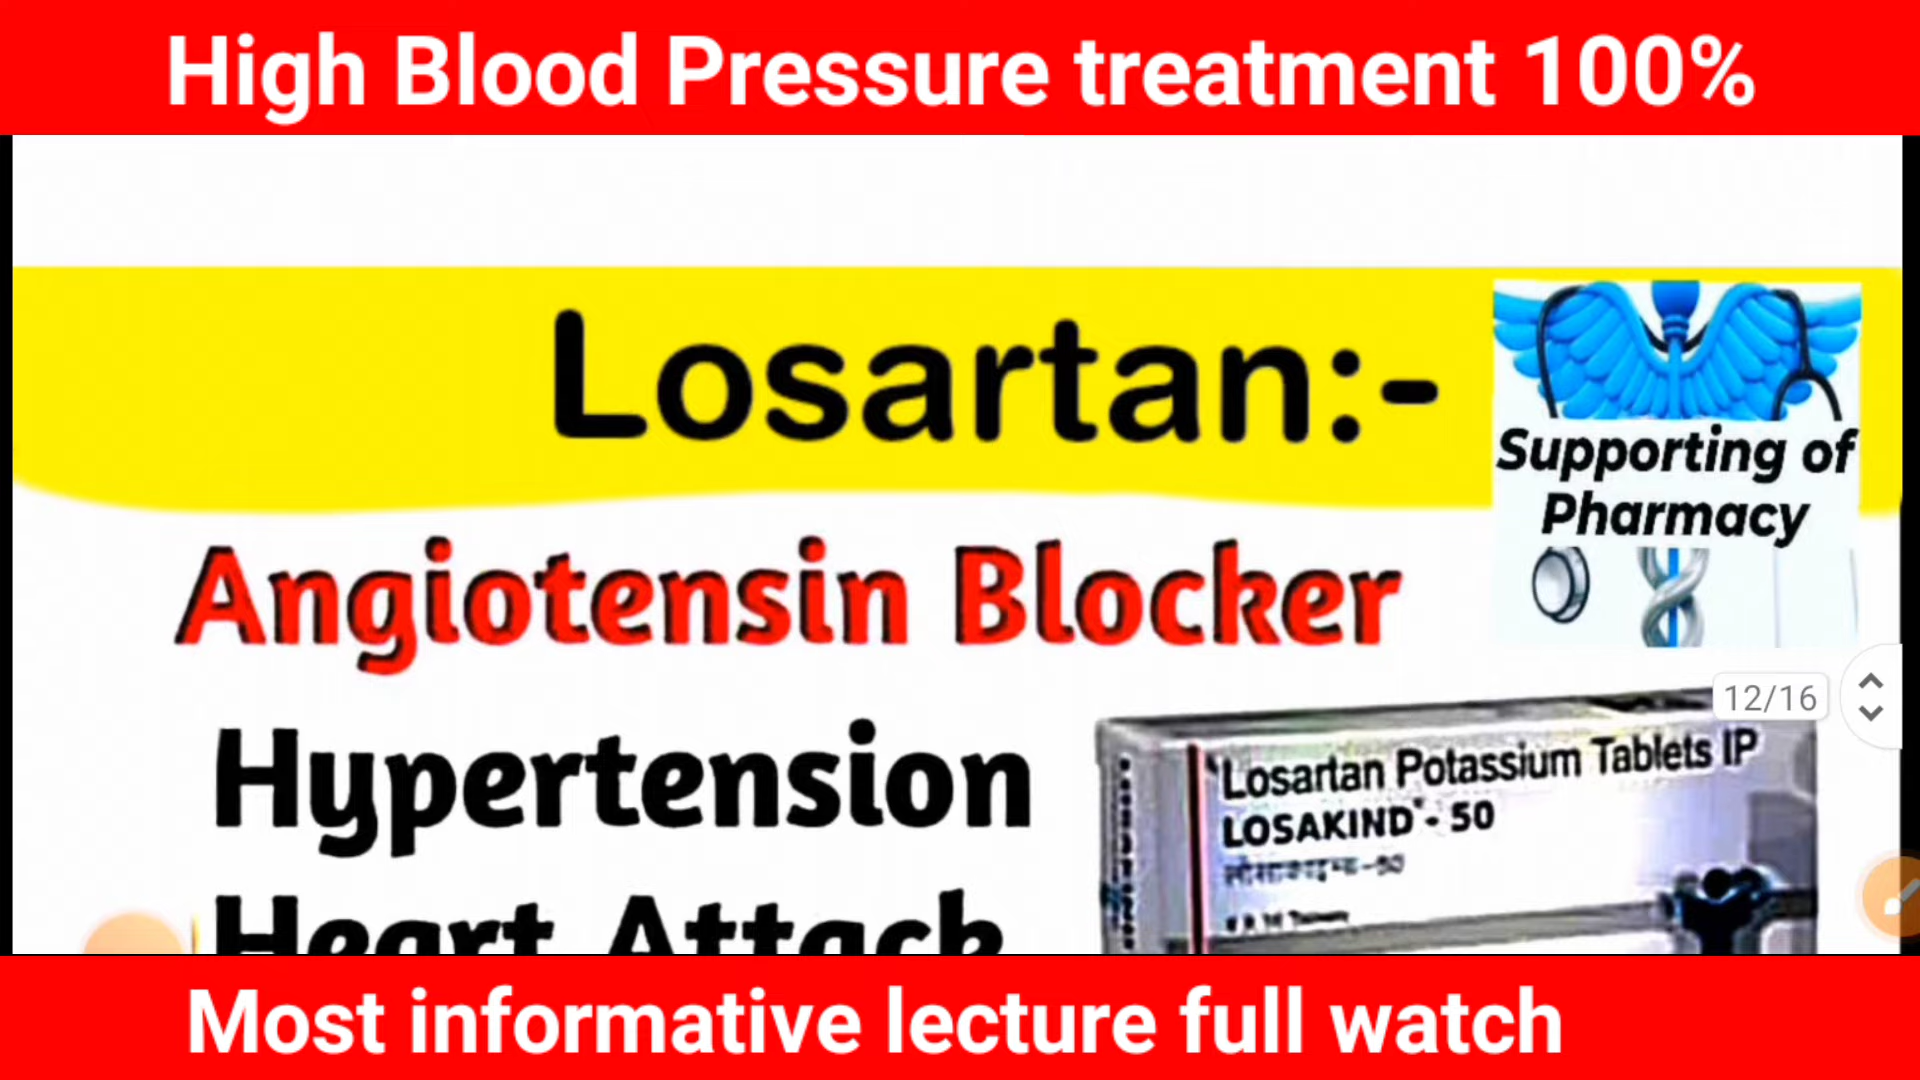 High Blood Pressure treatment 100%
Losartan:-
Supporting of
Pharmacy
Angiotensin Blocker
12/16
Hypertension
Losartan Potassium Tablets IP
LOSAKIND - 50
Heart Attack
Most informative lecture full watch